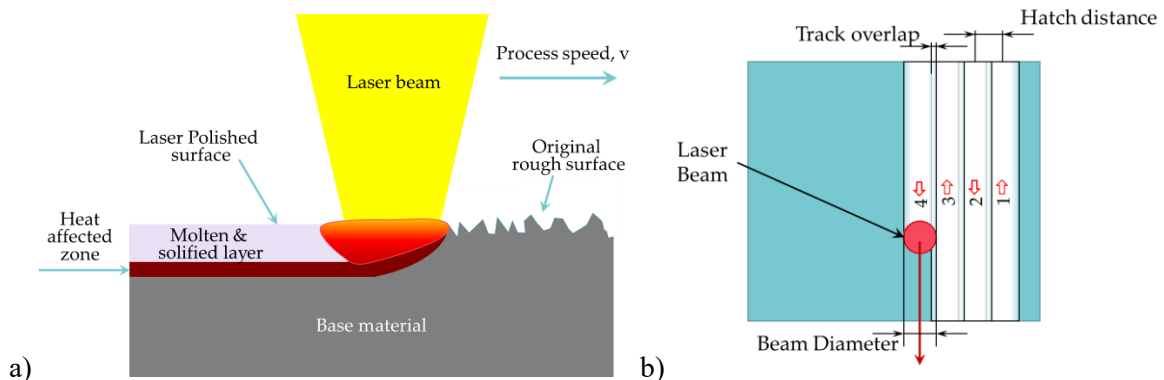 Laser beam
Process speed, v
Laser Polished
surface
Original
rough surface
Heat
affected
zone
Molten &
solified layer
Base material
a)
Track overlap
Hatch distance
Laser
Beam
4
3
2
1
Beam Diameter
b)